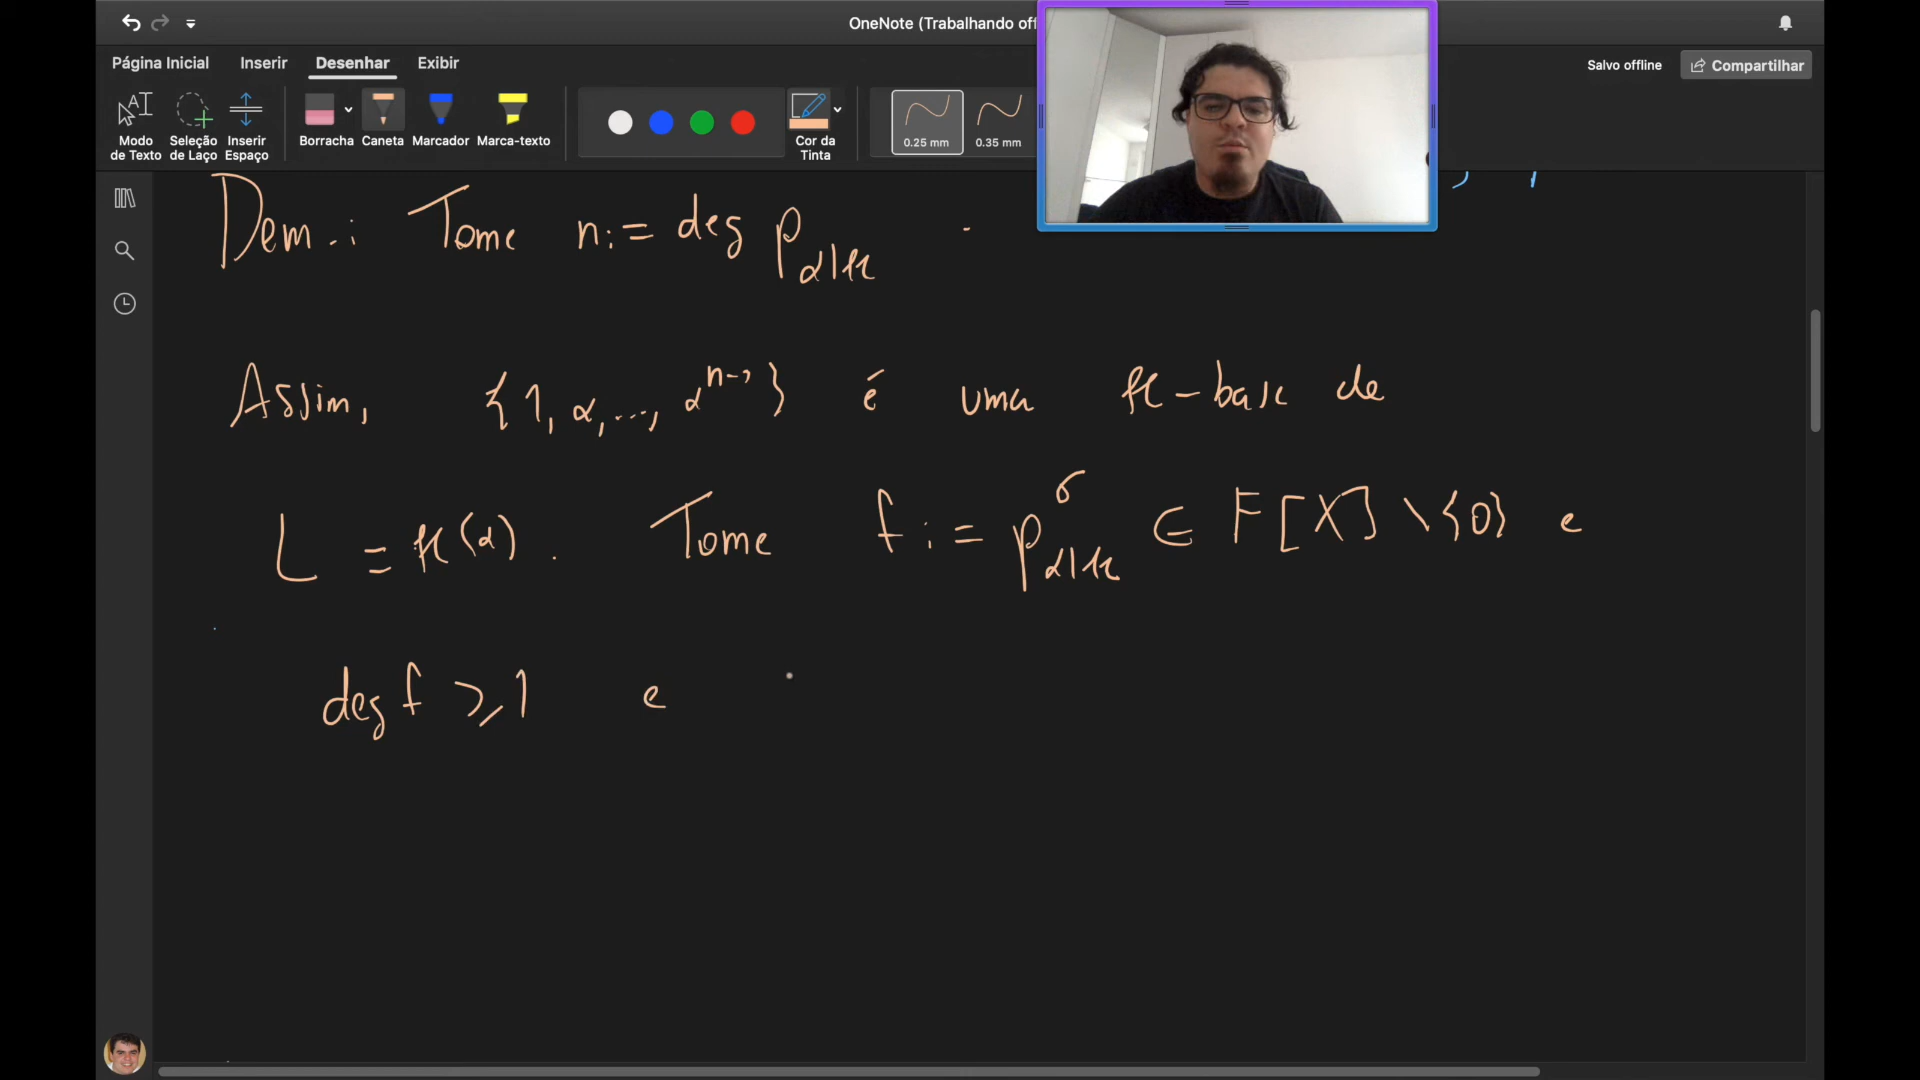 OneNote (Trabalhando off
Página Inicial Inserir Desenhar Exibir
Salvo offline Compartilhar
Modo de Texto
Seleção de Laço
Inserir Espaço
Borracha Caneta Marcador Marca-texto
Cor da Tinta
0.25 mm 0.35 mm
Dem.: Tome n := deg p_{α|K} .
Assim, {1, α, ..., α^{n-1}} é uma K-base de
L = K(α). Tome f := p^σ_{α|K} ∈ F[X] \ {0} e
deg f ⩾ 1 e